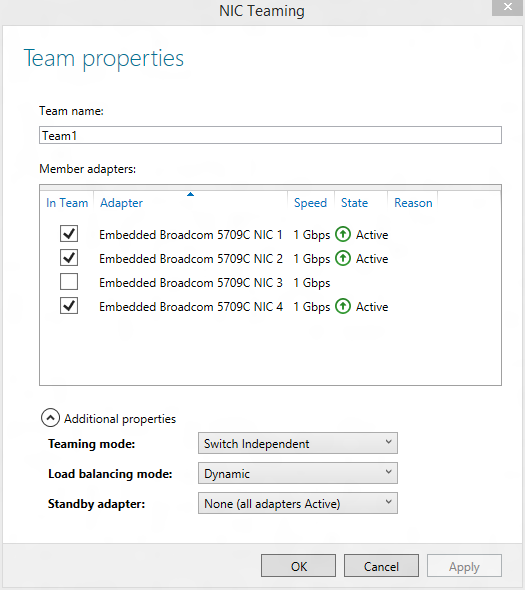 NIC Teaming
Team properties
Team name:
Team1
Member adapters:
In Team Adapter Speed State Reason
Embedded Broadcom 5709C NIC 1 1 Gbps Active
Embedded Broadcom 5709C NIC 2 1 Gbps Active
Embedded Broadcom 5709C NIC 3 1 Gbps
Embedded Broadcom 5709C NIC 4 1 Gbps Active
Additional properties
Teaming mode: Switch Independent
Load balancing mode: Dynamic
Standby adapter: None (all adapters Active)
OK Cancel Apply